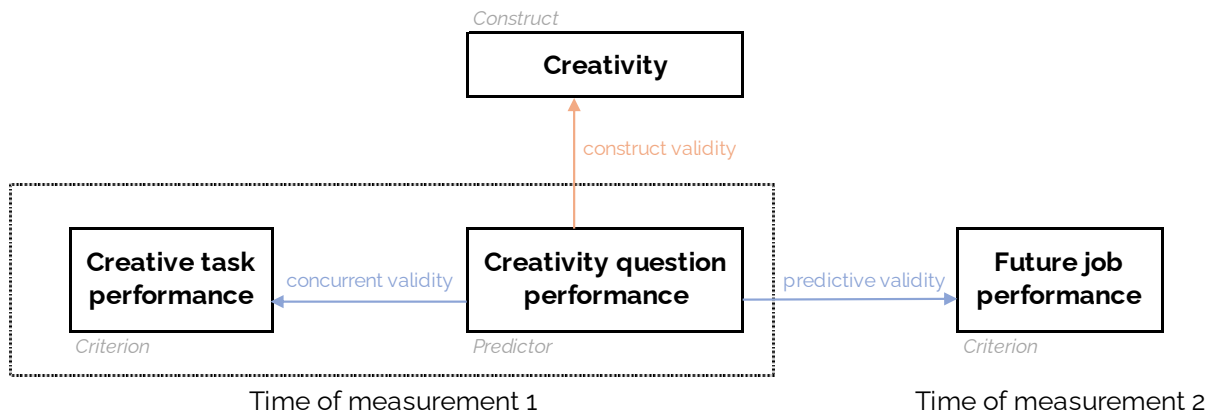 Construct
Creativity
construct validity
Creative task
performance
Criterion
concurrent validity
Creativity question
performance
Predictor
predictive validity
Future job
performance
Criterion
Time of measurement 1
Time of measurement 2